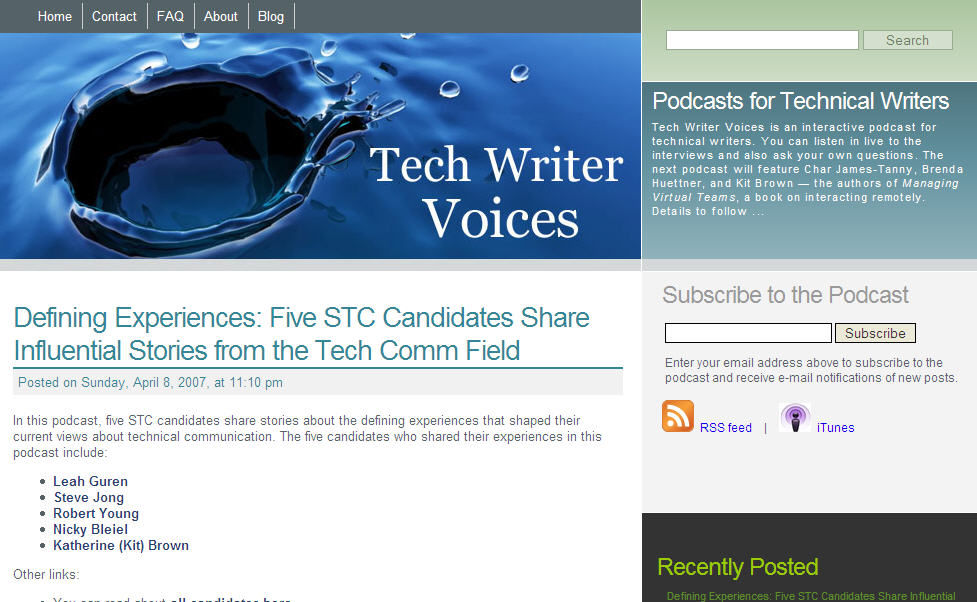 Home
Contact
FAQ
About
Blog
Search
Tech Writer
Voices
Podcasts for Technical Writers
Tech Writer Voices is an interactive podcast for
technical writers. You can listen in live to the
interviews and also ask your own questions. The
next podcast will feature Char James-Tanny, Brenda
Huettner, and Kit Brown — the authors of Managing
Virtual Teams, a book on interacting remotely.
Details to follow ...
Defining Experiences: Five STC Candidates Share
Influential Stories from the Tech Comm Field
Posted on Sunday, April 8, 2007, at 11:10 pm
In this podcast, five STC candidates share stories about the defining experiences that shaped their
current views about technical communication. The five candidates who shared their experiences in this
podcast include:
Leah Guren
Steve Jong
Robert Young
Nicky Bleiel
Katherine (Kit) Brown
Other links:
You can read about all candidates here
Subscribe to the Podcast
Subscribe
Enter your email address above to subscribe to the
podcast and receive e-mail notifications of new posts.
RSS feed | iTunes
Recently Posted
Defining Experiences: Five STC Candidates Share Influential